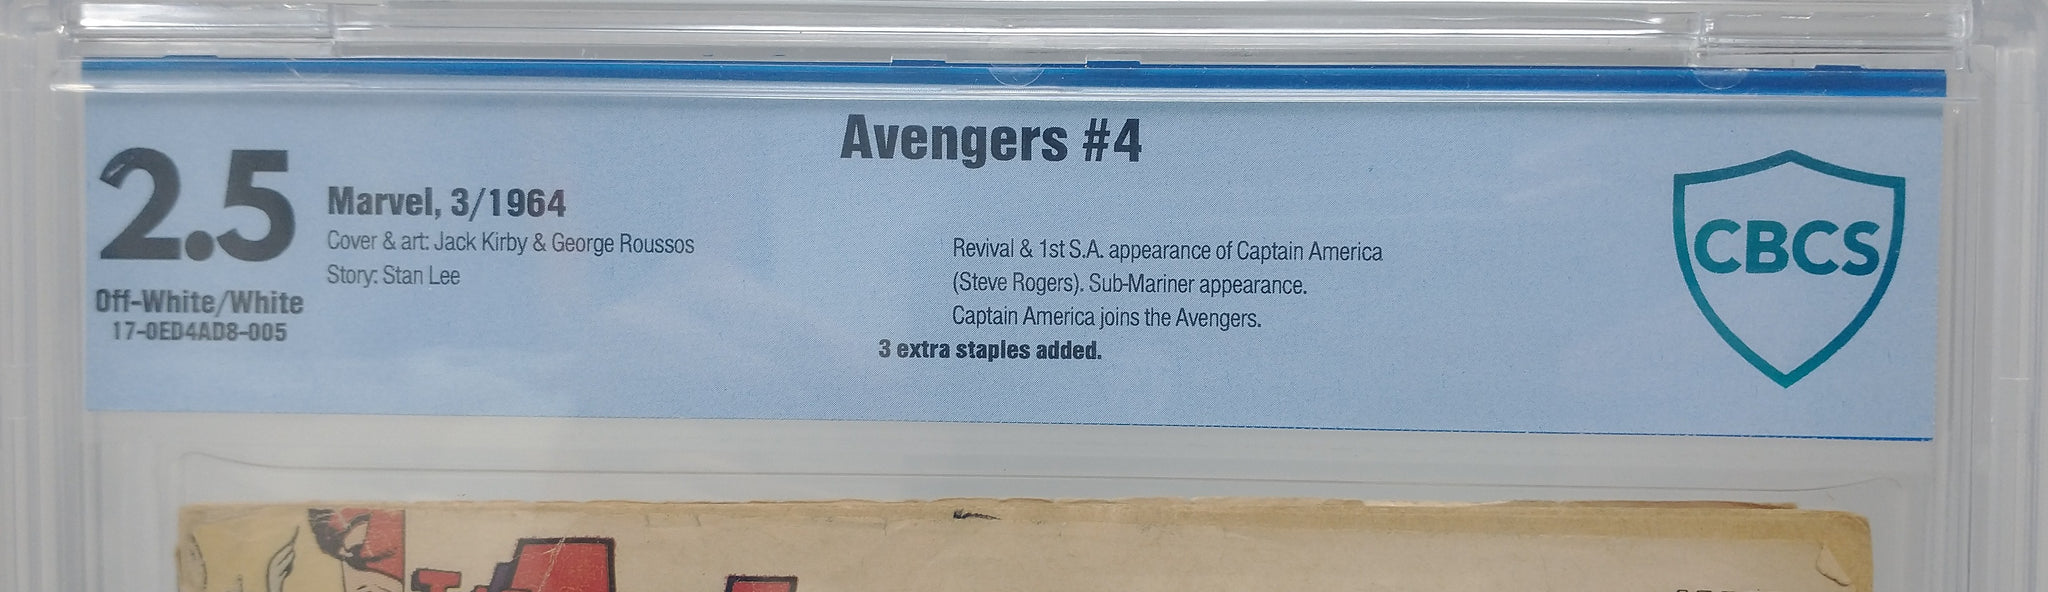 Avengers #4
2.5
Off-White/White
17-0ED4AD8-005
Marvel, 3/1964
Cover & art: Jack Kirby & George Roussos
Story: Stan Lee
Revival & 1st S.A. appearance of Captain America
(Steve Rogers). Sub-Mariner appearance.
Captain America joins the Avengers.
3 extra staples added.
CBCS